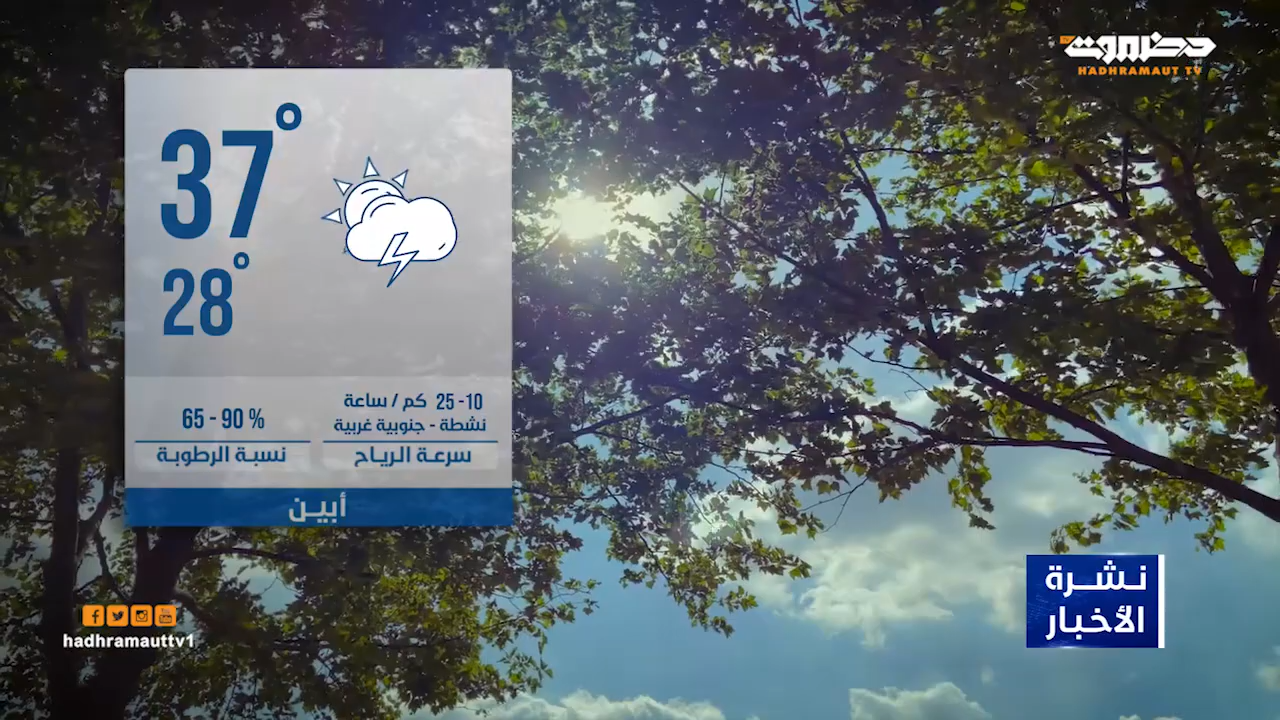 حضرموت
HADHRAMAUT TV
37°
28°
10-25 كم / ساعة
نشطة - جنوبية غربية
سرعة الرياح
65 - 90 %
نسبة الرطوبة
أبين
نشرة
الأخبار
hadhramauttv1